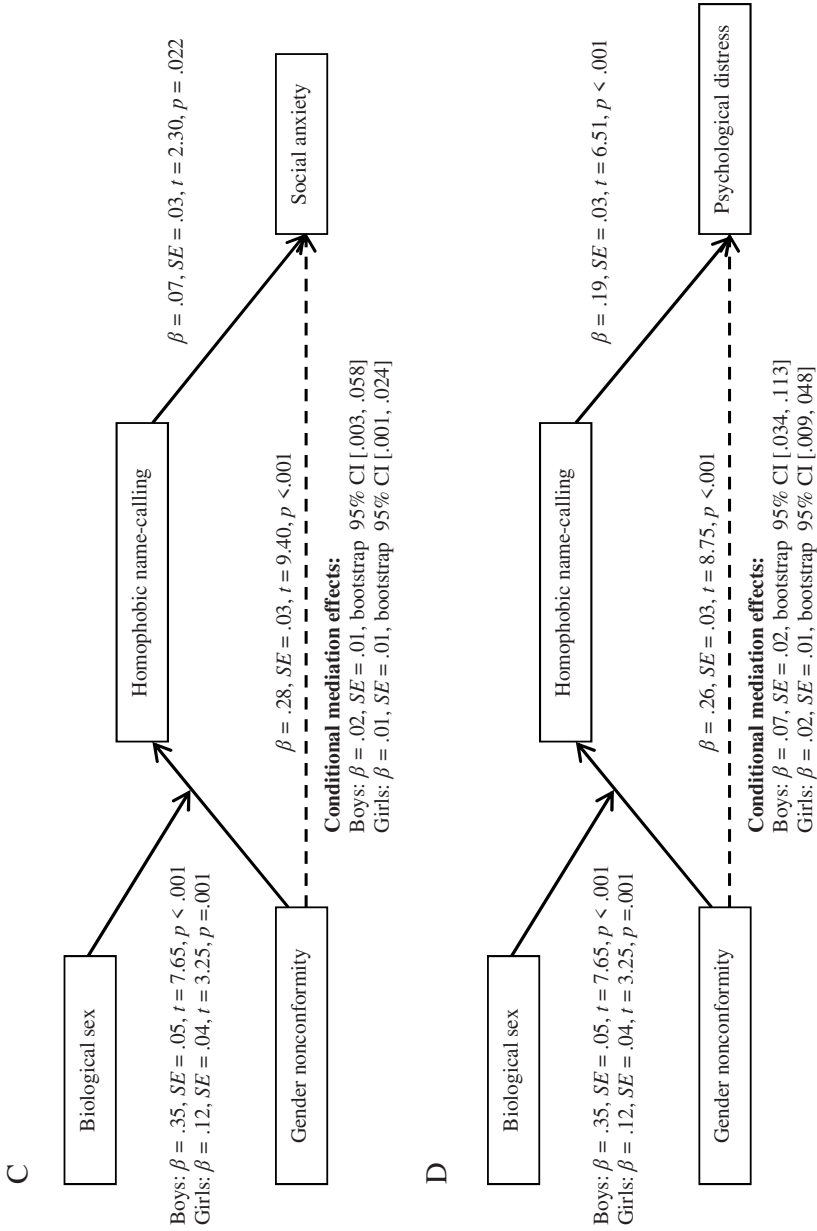 C
Biological sex
Boys: β = .35, SE = .05, t = 7.65, p < .001
Girls: β = .12, SE = .04, t = 3.25, p =.001
Gender nonconformity
Homophobic name-calling
β = .07, SE = .03, t = 2.30, p = .022
Social anxiety
β = .28, SE = .03, t = 9.40, p <.001
Conditional mediation effects:
Boys: β = .02, SE = .01, bootstrap 95% CI [.003, .058]
Girls: β = .01, SE = .01, bootstrap 95% CI [.001, .024]
D
Biological sex
Boys: β = .35, SE = .05, t = 7.65, p < .001
Girls: β = .12, SE = .04, t = 3.25, p =.001
Gender nonconformity
Homophobic name-calling
β = .19, SE = .03, t = 6.51, p < .001
Psychological distress
β = .26, SE = .03, t = 8.75, p <.001
Conditional mediation effects:
Boys: β = .07, SE = .02, bootstrap 95% CI [.034, .113]
Girls: β = .02, SE = .01, bootstrap 95% CI [.009, 048]